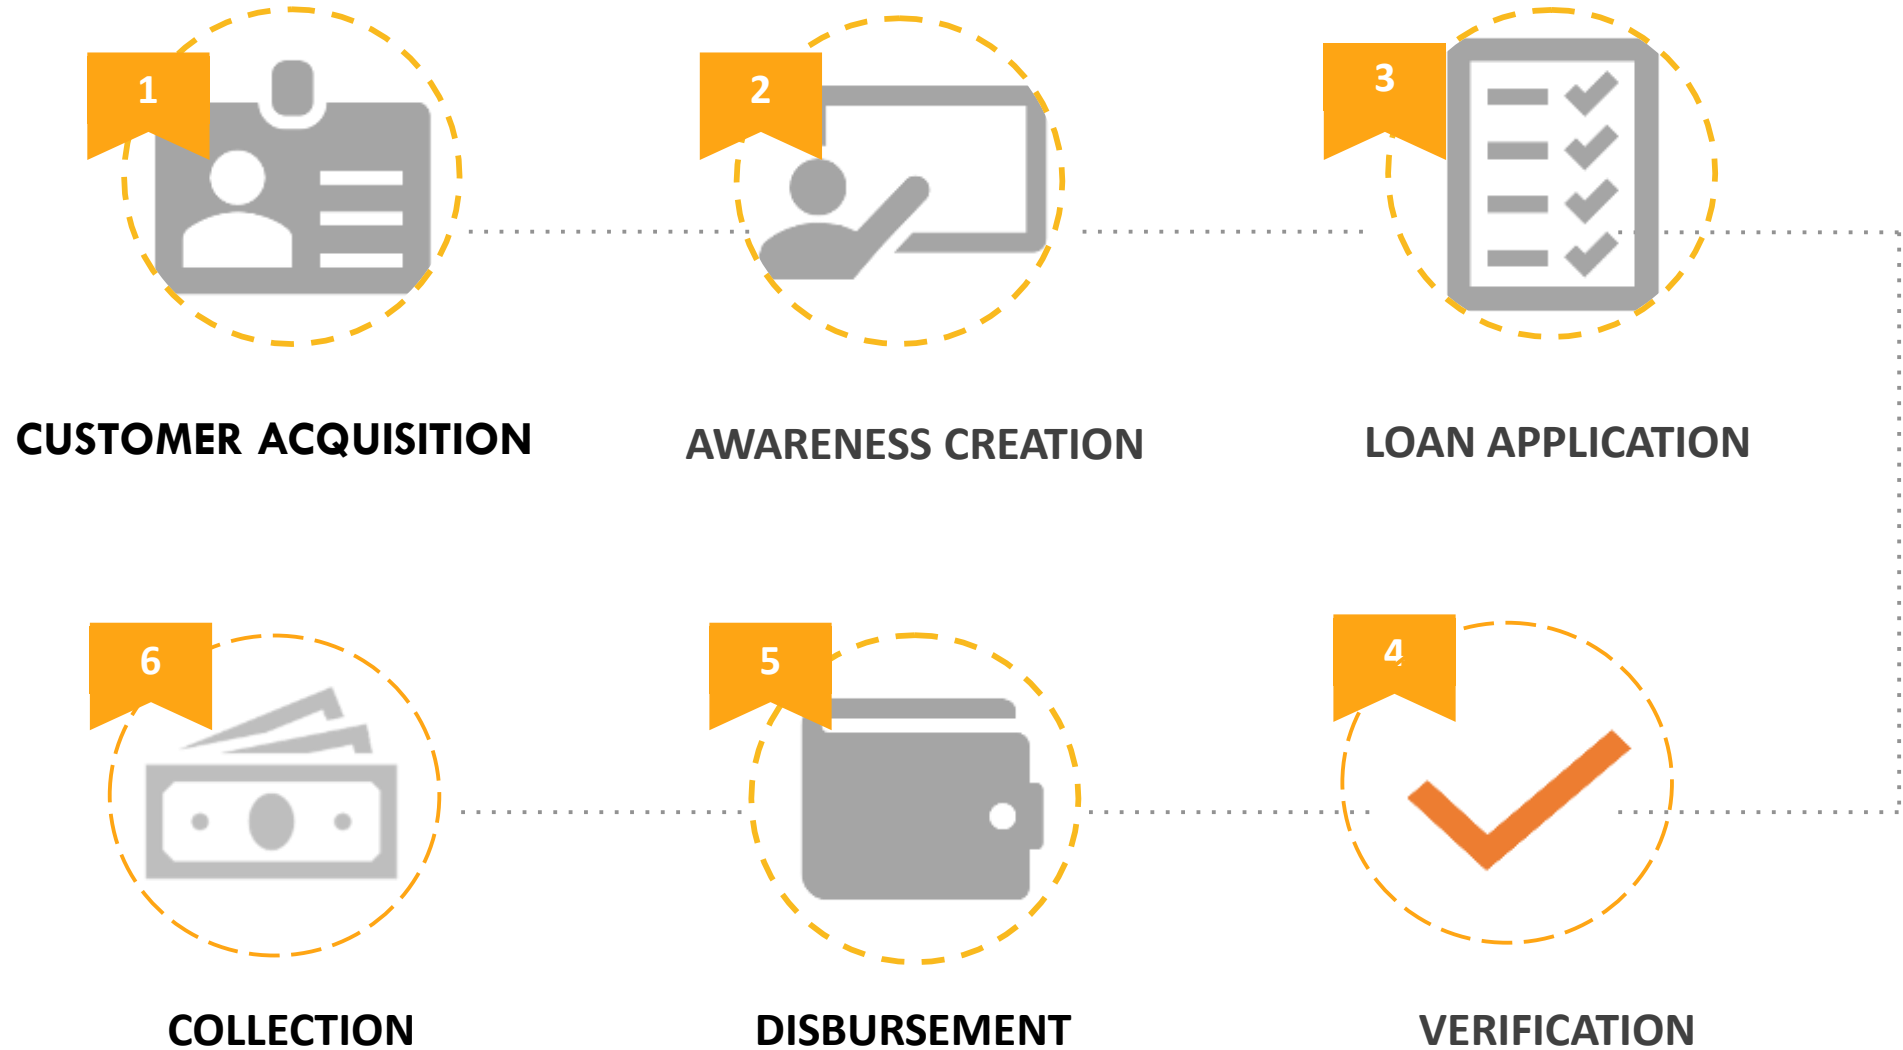 1
CUSTOMER ACQUISITION
2
AWARENESS CREATION
3
LOAN APPLICATION
4
VERIFICATION
5
DISBURSEMENT
6
COLLECTION